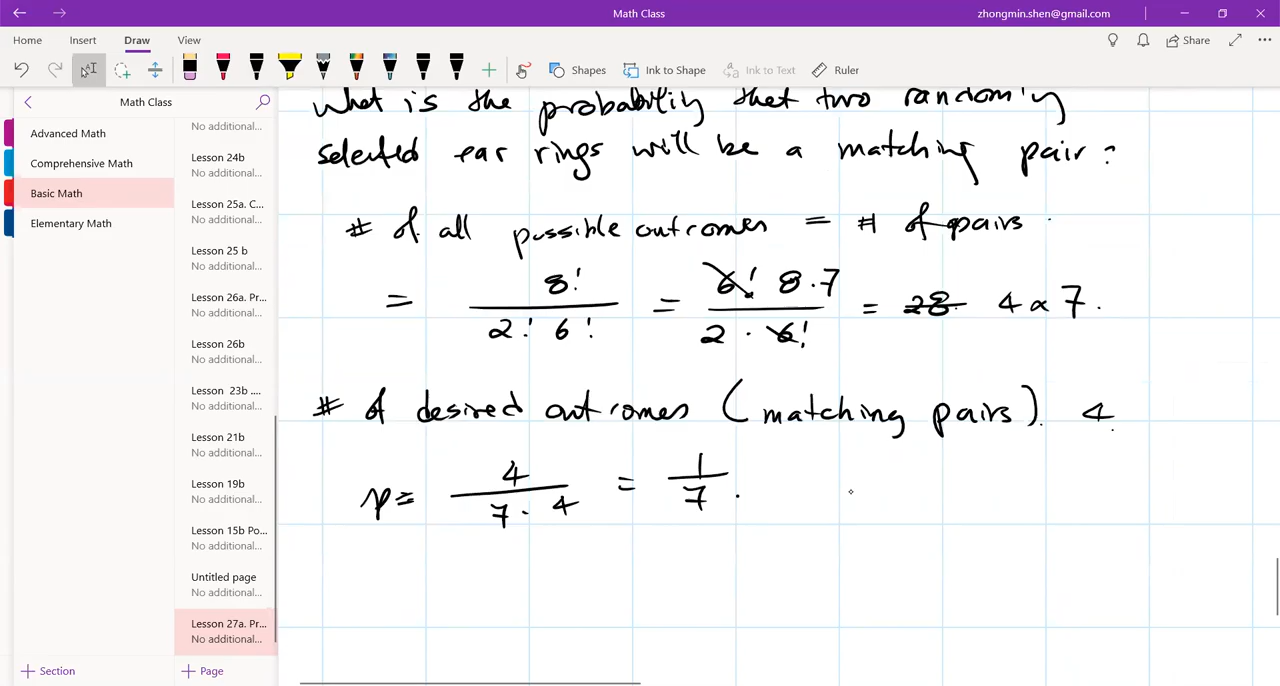 Math Class
zhongmin.shen@gmail.com
Home Insert Draw View
Share
Shapes Ink to Shape Ink to Text Ruler
Math Class
Advanced Math
Comprehensive Math
Basic Math
Elementary Math
No additional...
Lesson 24b
No additional...
Lesson 25a. C...
No additional...
Lesson 25 b
No additional...
Lesson 26a. Pr...
No additional...
Lesson 26b
No additional...
Lesson 23b ....
No additional...
Lesson 21b
No additional...
Lesson 19b
No additional...
Lesson 15b Po...
No additional...
Untitled page
No additional...
Lesson 27a. Pr...
No additional...
+ Section
+ Page
What is the probability that two randomly
selected ear rings will be a matching pair?
# of all possible outcomes = # of pairs.
= 8! / 2! 6! = 6! 8·7 / 2 · 6! = 28 4 × 7.
# of desired outcomes (matching pairs). 4.
p = 4 / 7 · 4 = 1 / 7.